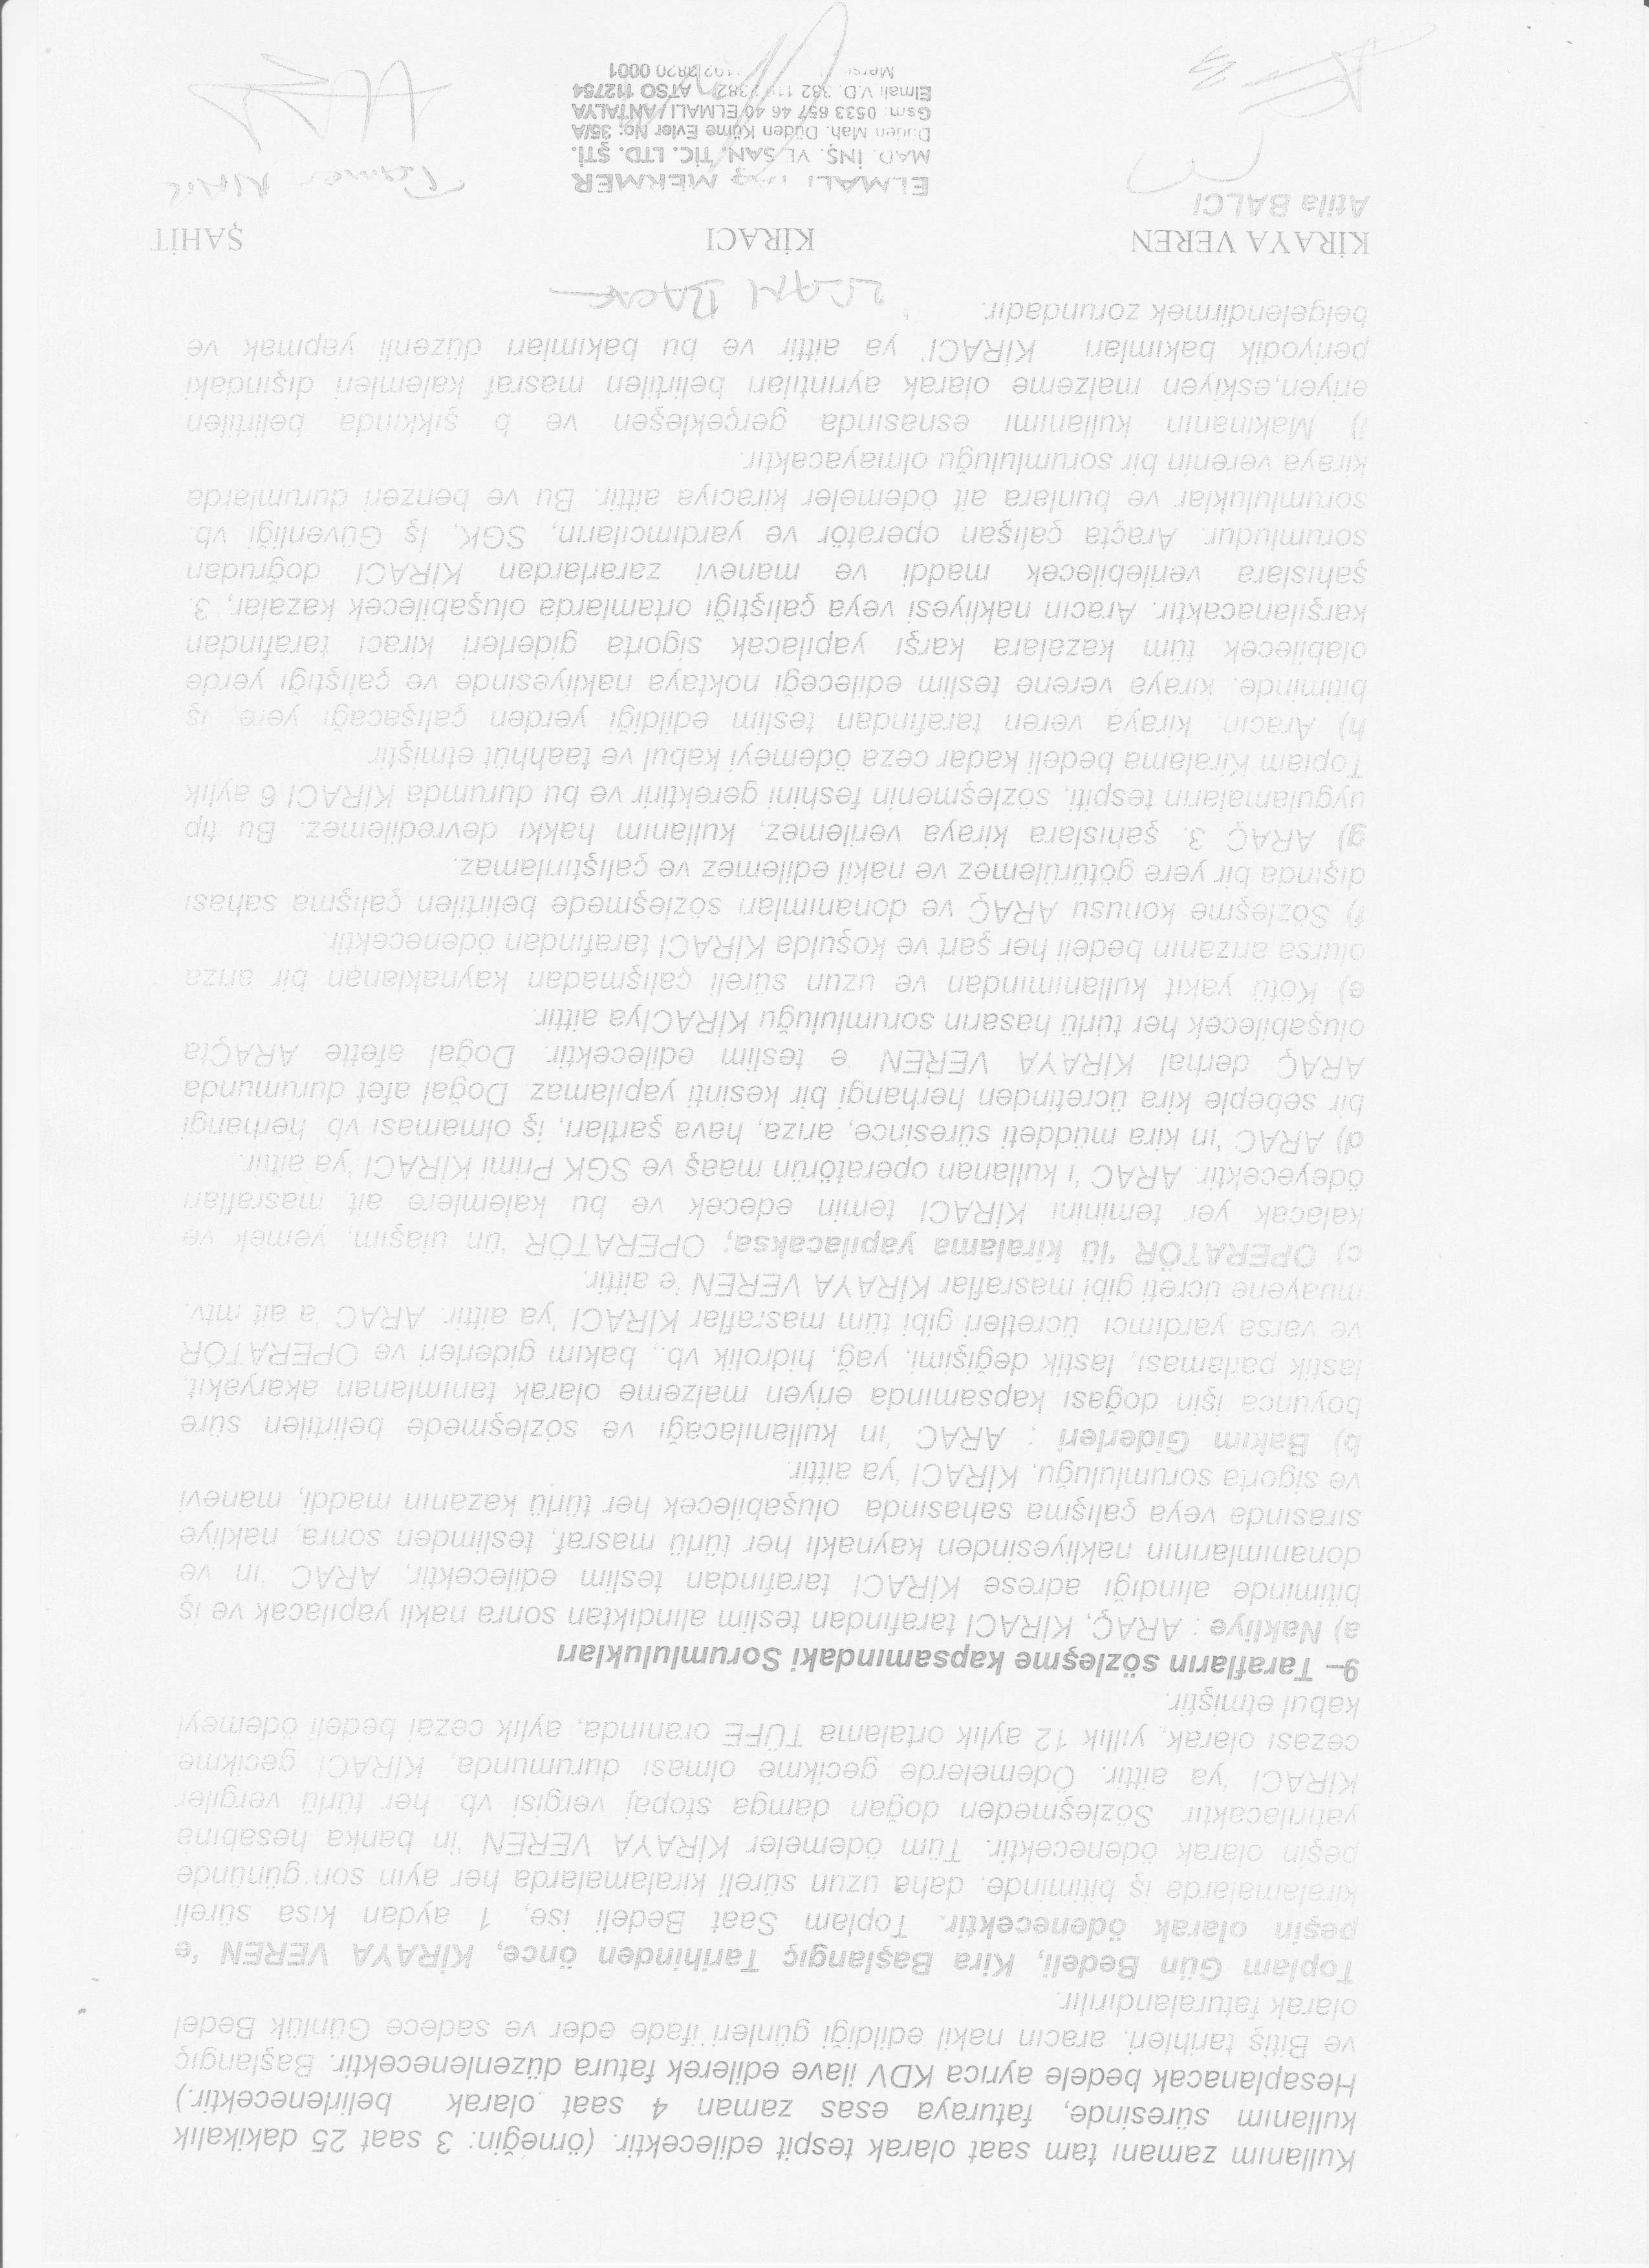 Kullanım zamanı tam saat olarak tespit edilecektir. (örneğin: 3 saat 25 dakikalık
kullanım süresinde, faturaya esas zaman 4 saat olarak belirlenecektir.)
Hesaplanacak bedele ayrıca KDV ilave edilerek fatura düzenlenecektir. Başlangıç
ve Bitiş tarihleri, aracın nakil edildiği günleri ifade eder ve sadece Günlük Bedel
olarak faturalandırılır.
Toplam Gün Bedeli, Kira Başlangıç Tarihinden önce, KİRAYA VEREN 'e
peşin olarak ödenecektir. Toplam Saat Bedeli ise, 1 aydan kısa süreli
kiralamalarda iş bitiminde, daha uzun süreli kiralamalarda her ayın son gününde
peşin olarak ödenecektir. Tüm ödemeler KİRAYA VEREN 'in banka hesabına
yatırılacaktır. Sözleşmeden doğan damga stopaj vergisi vb. her türlü vergiler
KİRACI 'ya aittir. Ödemelerde gecikme olması durumunda, KİRACI gecikme
cezası olarak, yıllık 12 aylık ortalama TÜFE oranında, aylık cezai bedeli ödemeyi
kabul etmiştir.
9– Tarafların sözleşme kapsamındaki Sorumlulukları
a) Nakliye : ARAÇ, KİRACI tarafından teslim alındıktan sonra nakli yapılacak ve iş
bitiminde alındığı adrese KİRACI tarafından teslim edilecektir, ARAC 'ın ve
donanımlarının nakliyesinden kaynaklı her türlü masraf, teslimden sonra, nakliye
sırasında veya çalışma sahasında oluşabilecek her türlü kazanın maddi, manevi
ve sigorta sorumluluğu, KİRACI 'ya aittir.
b) Bakım Giderleri : ARAC 'ın kullanılacağı ve sözleşmede belirtilen süre
boyunca işin doğası kapsamında eriyen malzeme olarak tanımlanan akaryakıt,
lastik patlaması, lastik değişimi, yağ, hidrolik vb., bakım giderleri ve OPERATÖR
ve varsa yardımcı ücretleri gibi tüm masraflar KİRACI 'ya aittir. ARAC 'a ait mtv,
muayene ücreti gibi masraflar KİRAYA VEREN 'e aittir.
c) OPERATÖR 'lü kiralama yapılacaksa; OPERATÖR 'ün ulaşım, yemek ve
kalacak yer teminini KİRACI temin edecek ve bu kalemlere ait masrafları
ödeyecektir. ARAC 'ı kullanan operatörün maaş ve SGK Primi KİRACI 'ya aittir.
d) ARAC 'ın kira müddeti süresince, arıza, hava şartları, iş olmaması vb. herhangi
bir sebeple kira ücretinden herhangi bir kesinti yapılamaz. Doğal afet durumunda
ARAÇ derhal KİRAYA VEREN 'e teslim edilecektir. Doğal afette ARAÇta
oluşabilecek her türlü hasarın sorumluluğu KİRACIya aittir.
e) Kötü yakıt kullanımından ve uzun süreli çalışmadan kaynaklanan bir arıza
olursa arızanın bedeli her şart ve koşulda KİRACI tarafından ödenecektir.
f) Sözleşme konusu ARAÇ ve donanımları sözleşmede belirtilen çalışma sahası
dışında bir yere götürülemez ve nakil edilemez ve çalıştırılamaz.
g) ARAÇ 3. şahıslara kiraya verilemez, kullanım hakkı devredilemez. Bu tip
uygulamaların tespiti, sözleşmenin feshini gerektirir ve bu durumda KİRACI 6 aylık
Toplam Kiralama bedeli kadar ceza ödemeyi kabul ve taahhüt etmiştir.
h) Aracın, kiraya veren tarafından teslim edildiği yerden çalışacağı yere, iş
bitiminde, kiraya verene teslim edileceği noktaya nakliyesinde ve çalıştığı yerde
olabilecek tüm kazalara karşı yapılacak sigorta giderleri kiracı tarafından
karşılanacaktır. Aracın nakliyesi veya çalıştığı ortamlarda oluşabilecek kazalar, 3.
şahıslara verilebilecek maddi ve manevi zararlardan KİRACI doğrudan
sorumludur. Araçta çalışan operatör ve yardımcıların, SGK, İş Güvenliği vb.
sorumluluklar ve bunlara ait ödemeler kiracıya aittir. Bu ve benzeri durumlarda
kiraya verenin bir sorumluluğu olmayacaktır.
i) Makinanın kullanımı esnasında gerçekleşen ve b şıkkında belirtilen
eriyen,eskiyen malzeme olarak ayrıntıları belirtilen masraf kalemleri dışındaki
periyodik bakımları KİRACI' ya aittir ve bu bakımları düzenli yapmak ve
belgelendirmek zorundadır.
KİRAYA VEREN KİRACI ŞAHİT
Atila BALCI
ELMALI MERMER
MAD. İNŞ. VE SAN. TİC. LTD. ŞTİ.
Düden Mah. Düden Küme Evler No: 35/A
Gsm: 0533 657 46 40 ELMALI / ANTALYA
Elmalı V.D. ATSO 112754
0001